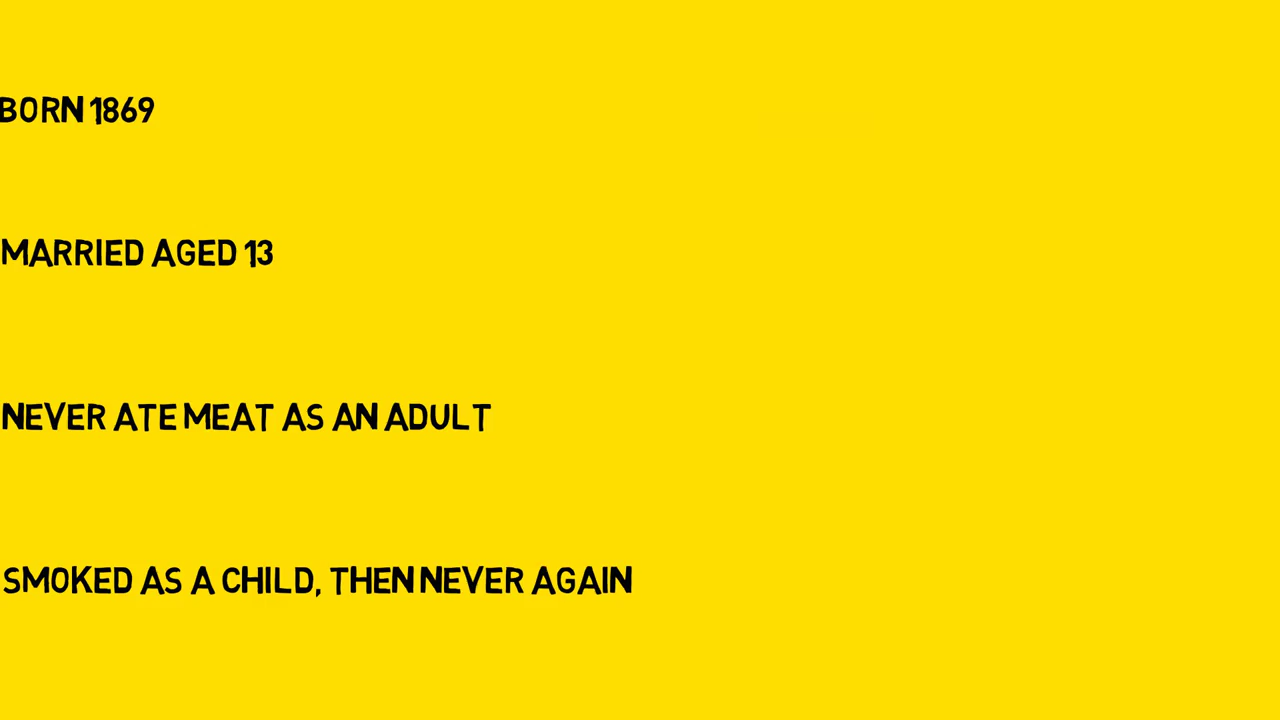 BORN 1869
MARRIED AGED 13
NEVER ATE MEAT AS AN ADULT
SMOKED AS A CHILD, THEN NEVER AGAIN